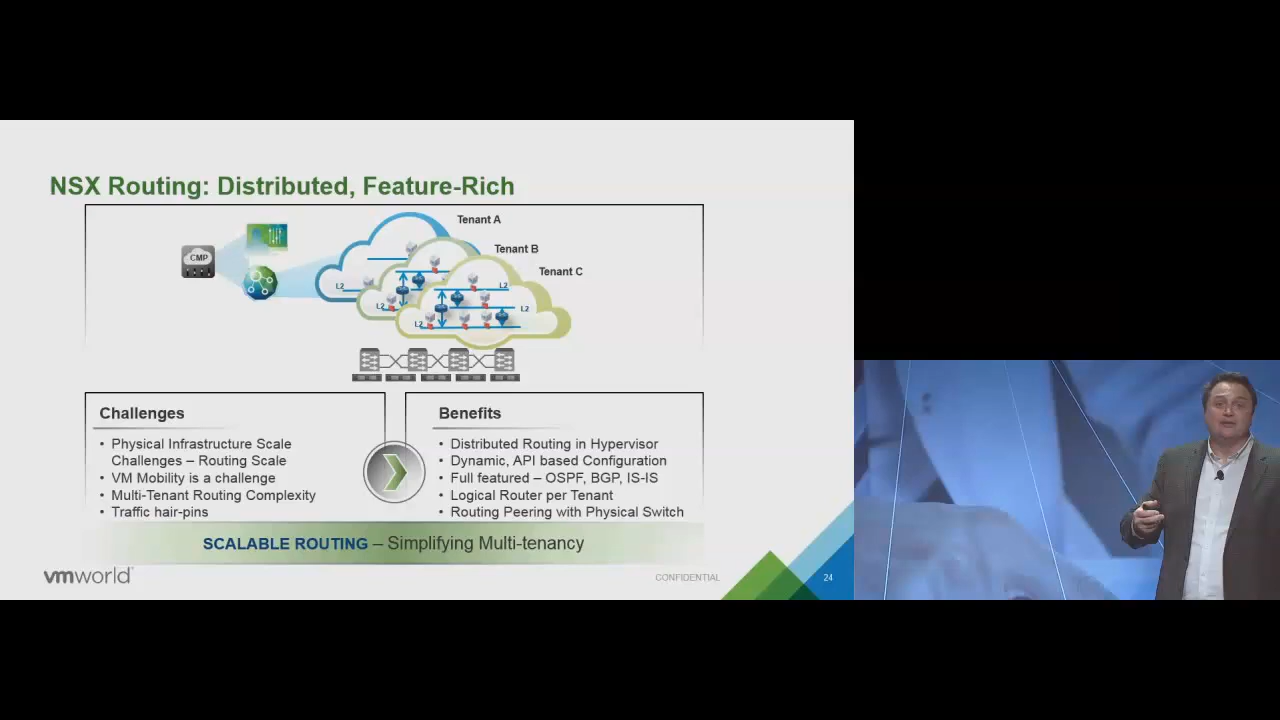 NSX Routing: Distributed, Feature-Rich
Tenant A
Tenant B
Tenant C
CMP
L2
L2
L2
L2
L2
Challenges
• Physical Infrastructure Scale
Challenges – Routing Scale
• VM Mobility is a challenge
• Multi-Tenant Routing Complexity
• Traffic hair-pins
Benefits
• Distributed Routing in Hypervisor
• Dynamic, API based Configuration
• Full featured – OSPF, BGP, IS-IS
• Logical Router per Tenant
• Routing Peering with Physical Switch
SCALABLE ROUTING – Simplifying Multi-tenancy
vmworld
CONFIDENTIAL
24